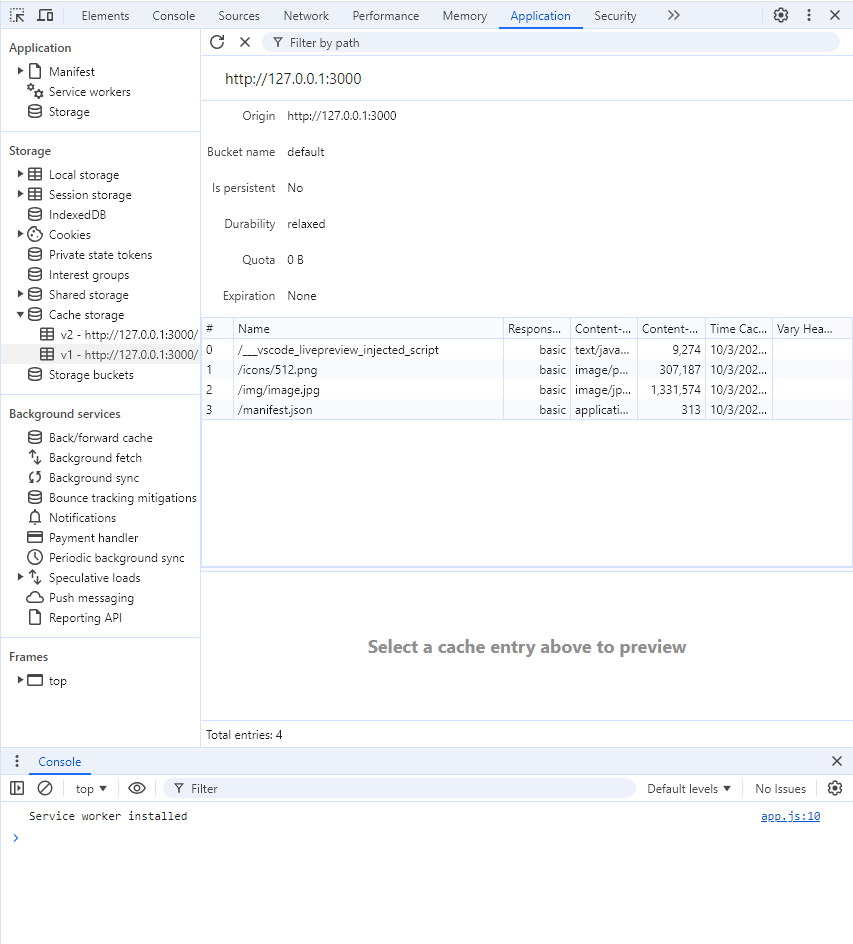 Elements Console Sources Network Performance Memory Application Security
Application
Manifest
Service workers
Storage
Storage
Local storage
Session storage
IndexedDB
Cookies
Private state tokens
Interest groups
Shared storage
Cache storage
v2 - http://127.0.0.1:3000/
v1 - http://127.0.0.1:3000/
Storage buckets
Background services
Back/forward cache
Background fetch
Background sync
Bounce tracking mitigations
Notifications
Payment handler
Periodic background sync
Speculative loads
Push messaging
Reporting API
Frames
top
Filter by path
http://127.0.0.1:3000
Origin http://127.0.0.1:3000
Bucket name default
Is persistent No
Durability relaxed
Quota 0 B
Expiration None
# Name Respons... Content-... Content-... Time Cac... Vary Hea...
0 /___vscode_livepreview_injected_script basic text/java... 9,274 10/3/202...
1 /icons/512.png basic image/p... 307,187 10/3/202...
2 /img/image.jpg basic image/jp... 1,331,574 10/3/202...
3 /manifest.json basic applicati... 313 10/3/202...
Select a cache entry above to preview
Total entries: 4
Console
top Filter Default levels No Issues
Service worker installed app.js:10